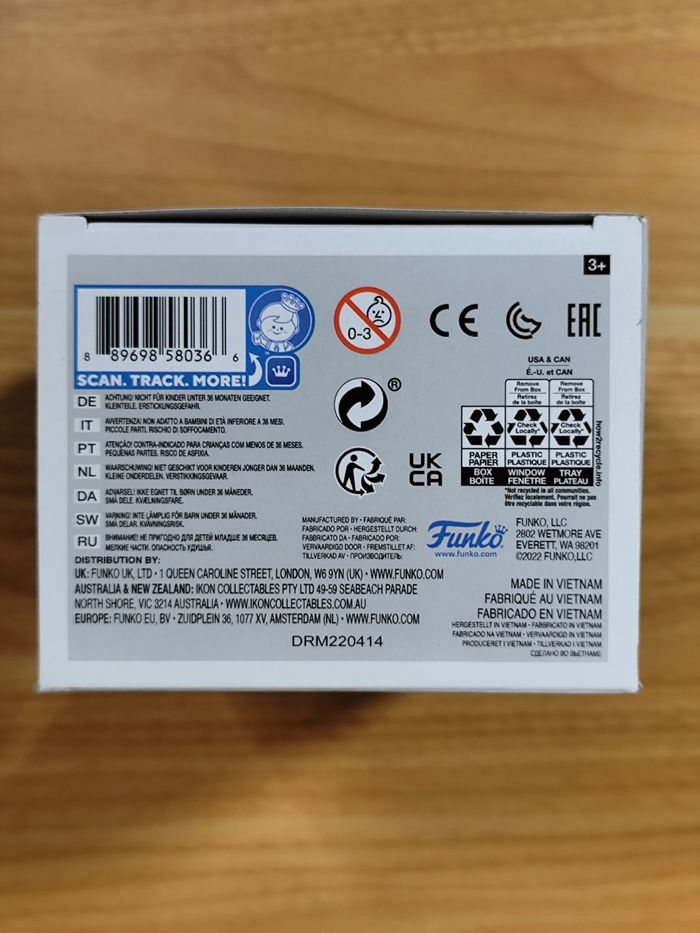 3+
8 89698 58036 6
SCAN. TRACK. MORE!
0-3
CE
EAC
®
UK
CA
USA & CAN
É.-U. et CAN
Remove From Box
Retirez de la boîte
Remove From Box
Retirez de la boîte
Check Locally*
Check Locally*
PAPER
PAPIER
PLASTIC
PLASTIQUE
PLASTIC
PLASTIQUE
BOX
BOÎTE
WINDOW
FENÊTRE
TRAY
PLATEAU
*Not recycled in all communities.
Vérifiez localement. Pourrait ne pas
être recyclable dans votre région.
how2recycle.info
DE ACHTUNG! NICHT FÜR KINDER UNTER 36 MONATEN GEEIGNET.
KLEINTEILE. ERSTICKUNGSGEFAHR.
IT AVVERTENZA! NON ADATTO A BAMBINI DI ETÀ INFERIORE A 36 MESI.
PICCOLE PARTI. RISCHIO DI SOFFOCAMENTO.
PT ATENÇÃO! CONTRA-INDICADO PARA CRIANÇAS COM MENOS DE 36 MESES.
PEQUENAS PARTES. RISCO DE ASFIXIA.
NL WAARSCHUWING! NIET GESCHIKT VOOR KINDEREN JONGER DAN 36 MAANDEN.
KLEINE ONDERDELEN. VERSTIKKINGSGEVAAR.
DA ADVARSEL! IKKE EGNET TIL BØRN UNDER 36 MÅNEDER.
SMÅ DELE. KVÆLNINGSFARE.
SW VARNING! INTE LÄMPLIG FÖR BARN UNDER 36 MÅNADER.
SMÅ DELAR. KVÄVNINGSRISK.
RU ВНИМАНИЕ! НЕ ПРИГОДНО ДЛЯ ДЕТЕЙ МЛАДШЕ 36 МЕСЯЦЕВ.
МЕЛКИЕ ЧАСТИ. ОПАСНОСТЬ УДУШЬЯ.
MANUFACTURED BY • FABRIQUÉ PAR:
FABRICADO POR • HERGESTELLT DURCH:
FABBRICATO DA • FABRICADO POR:
VERVAARDIGD DOOR • FREMSTILLET AF:
TILLVERKAD AV • ПРОИЗВОДИТЕЛЬ:
Funko
www.funko.com
FUNKO, LLC
2802 WETMORE AVE
EVERETT, WA 98201
©2022 FUNKO,LLC
DISTRIBUTION BY:
UK: FUNKO UK, LTD • 1 QUEEN CAROLINE STREET, LONDON, W6 9YN (UK) • WWW.FUNKO.COM
AUSTRALIA & NEW ZEALAND: IKON COLLECTABLES PTY LTD 49-59 SEABEACH PARADE
NORTH SHORE, VIC 3214 AUSTRALIA • WWW.IKONCOLLECTABLES.COM.AU
EUROPE: FUNKO EU, BV • ZUIDPLEIN 36, 1077 XV, AMSTERDAM (NL) • WWW.FUNKO.COM
DRM220414
MADE IN VIETNAM
FABRIQUÉ AU VIETNAM
FABRICADO EN VIETNAM
HERGESTELLT IN VIETNAM • FABBRICATO IN VIETNAM
FABRICADO NA VIETNAM • VERVAARDIGD IN VIETNAM
PRODUCERET I VIETNAM • TILLVERKAD I VIETNAM
СДЕЛАНО ВО ВЬЕТНАМЕ